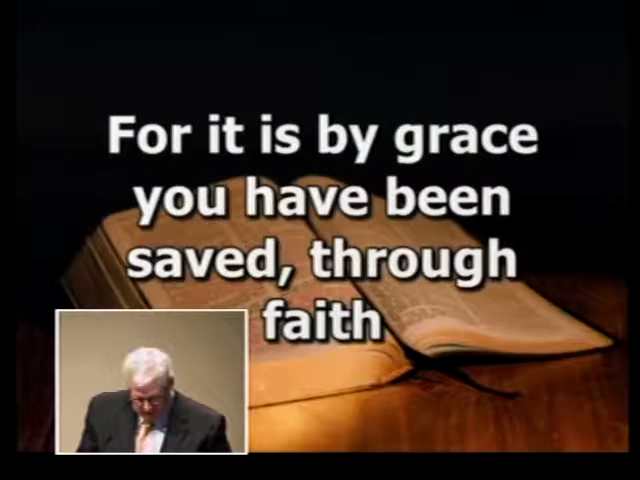 For it is by grace
you have been
saved, through
faith